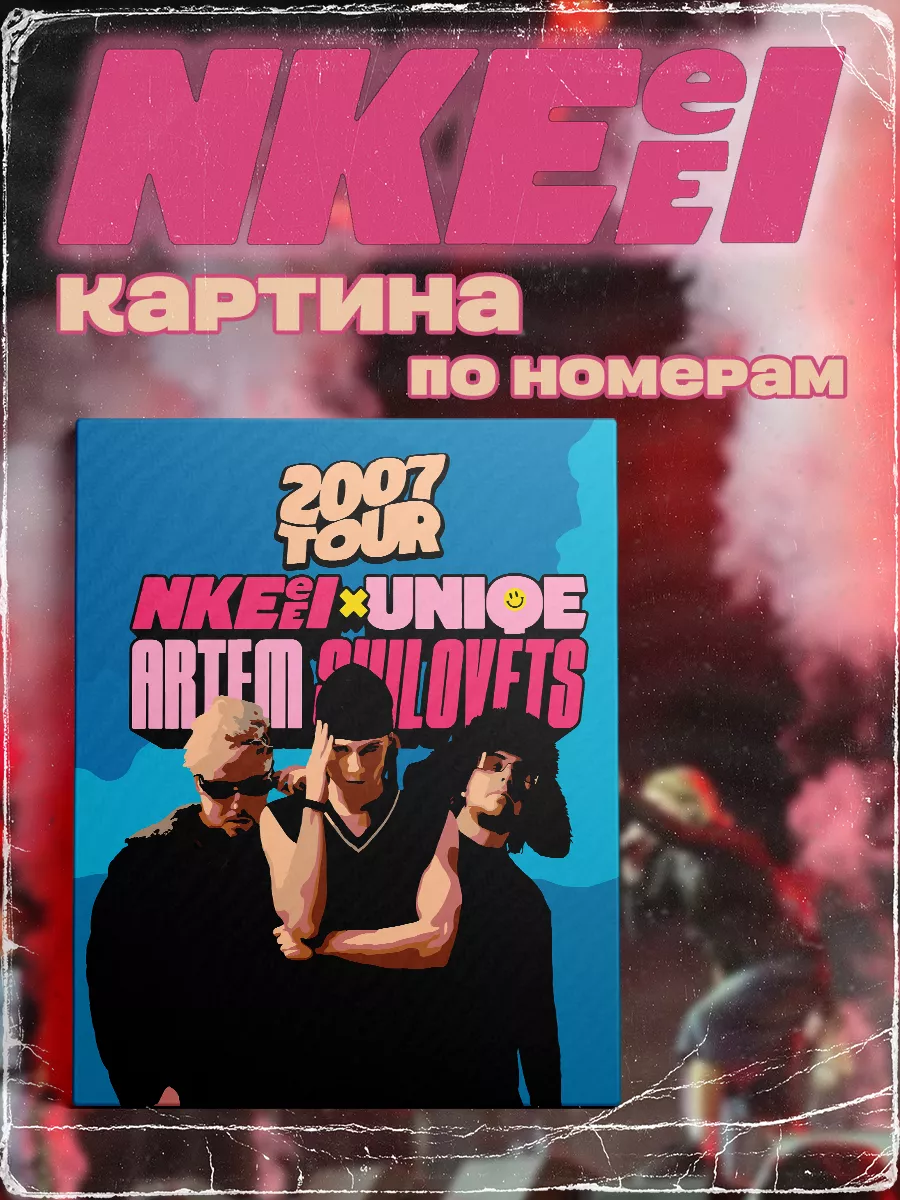 NKEeEI
картина
по номерам
2007
TOUR
NKEeEI×UNIQE
ARTEM SHILOVETS